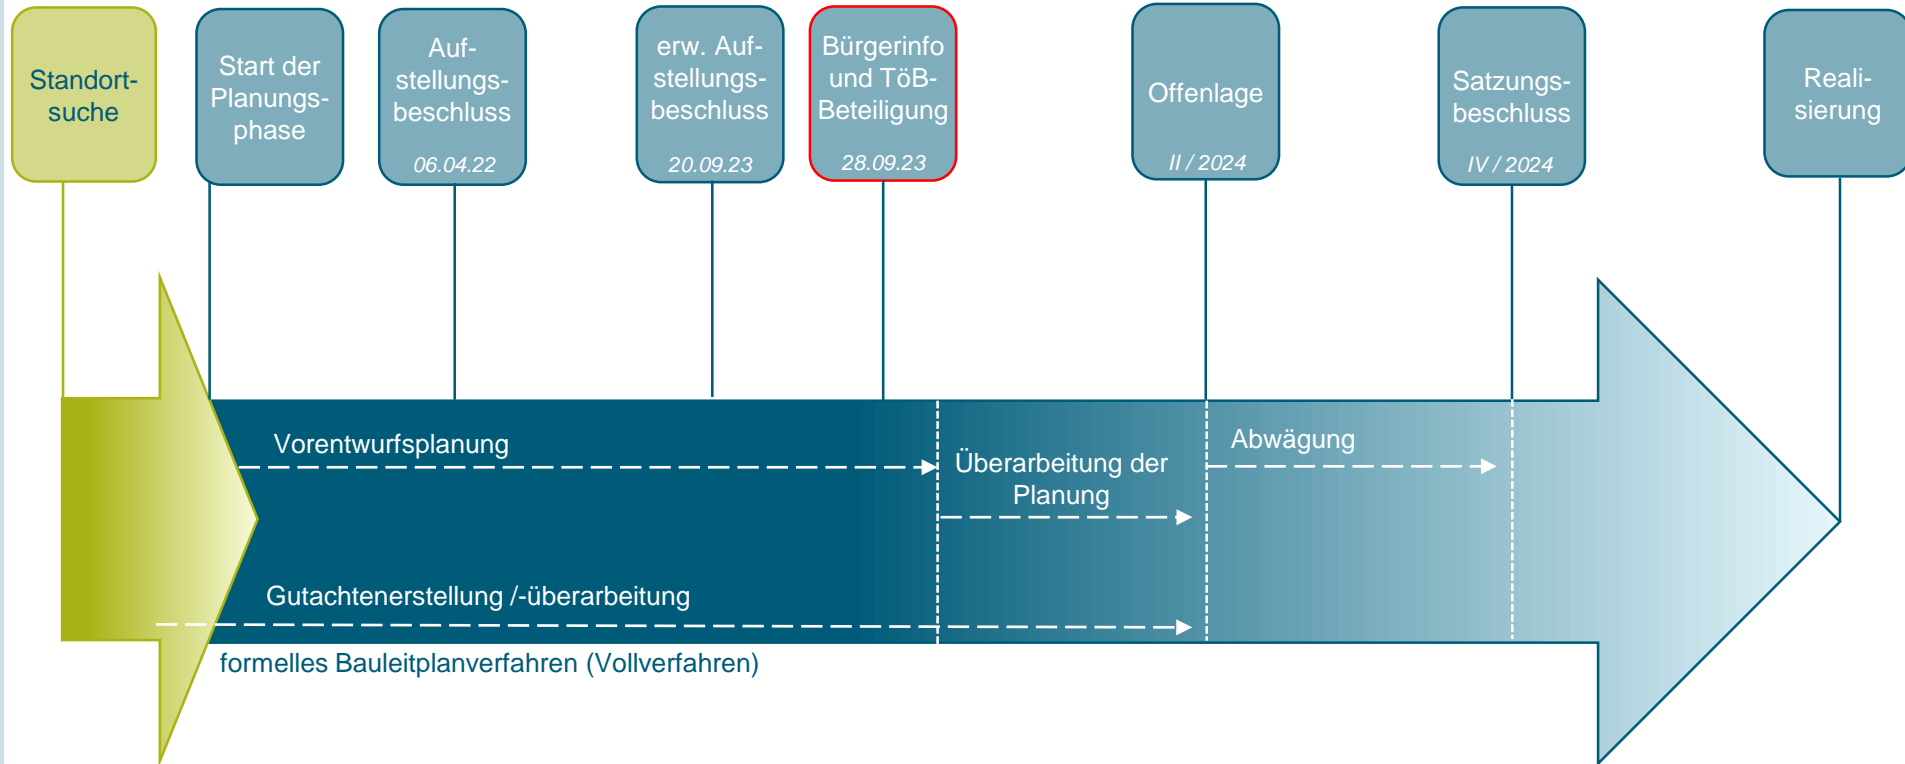 Standort-
suche
Start der
Planungs-
phase
Auf-
stellungs-
beschluss
06.04.22
erw. Auf-
stellungs-
beschluss
20.09.23
Bürgerinfo
und TöB-
Beteiligung
28.09.23
Offenlage
II / 2024
Satzungs-
beschluss
IV / 2024
Reali-
sierung
Vorentwurfsplanung
Überarbeitung der
Planung
Abwägung
Gutachtenerstellung /-überarbeitung
formelles Bauleitplanverfahren (Vollverfahren)